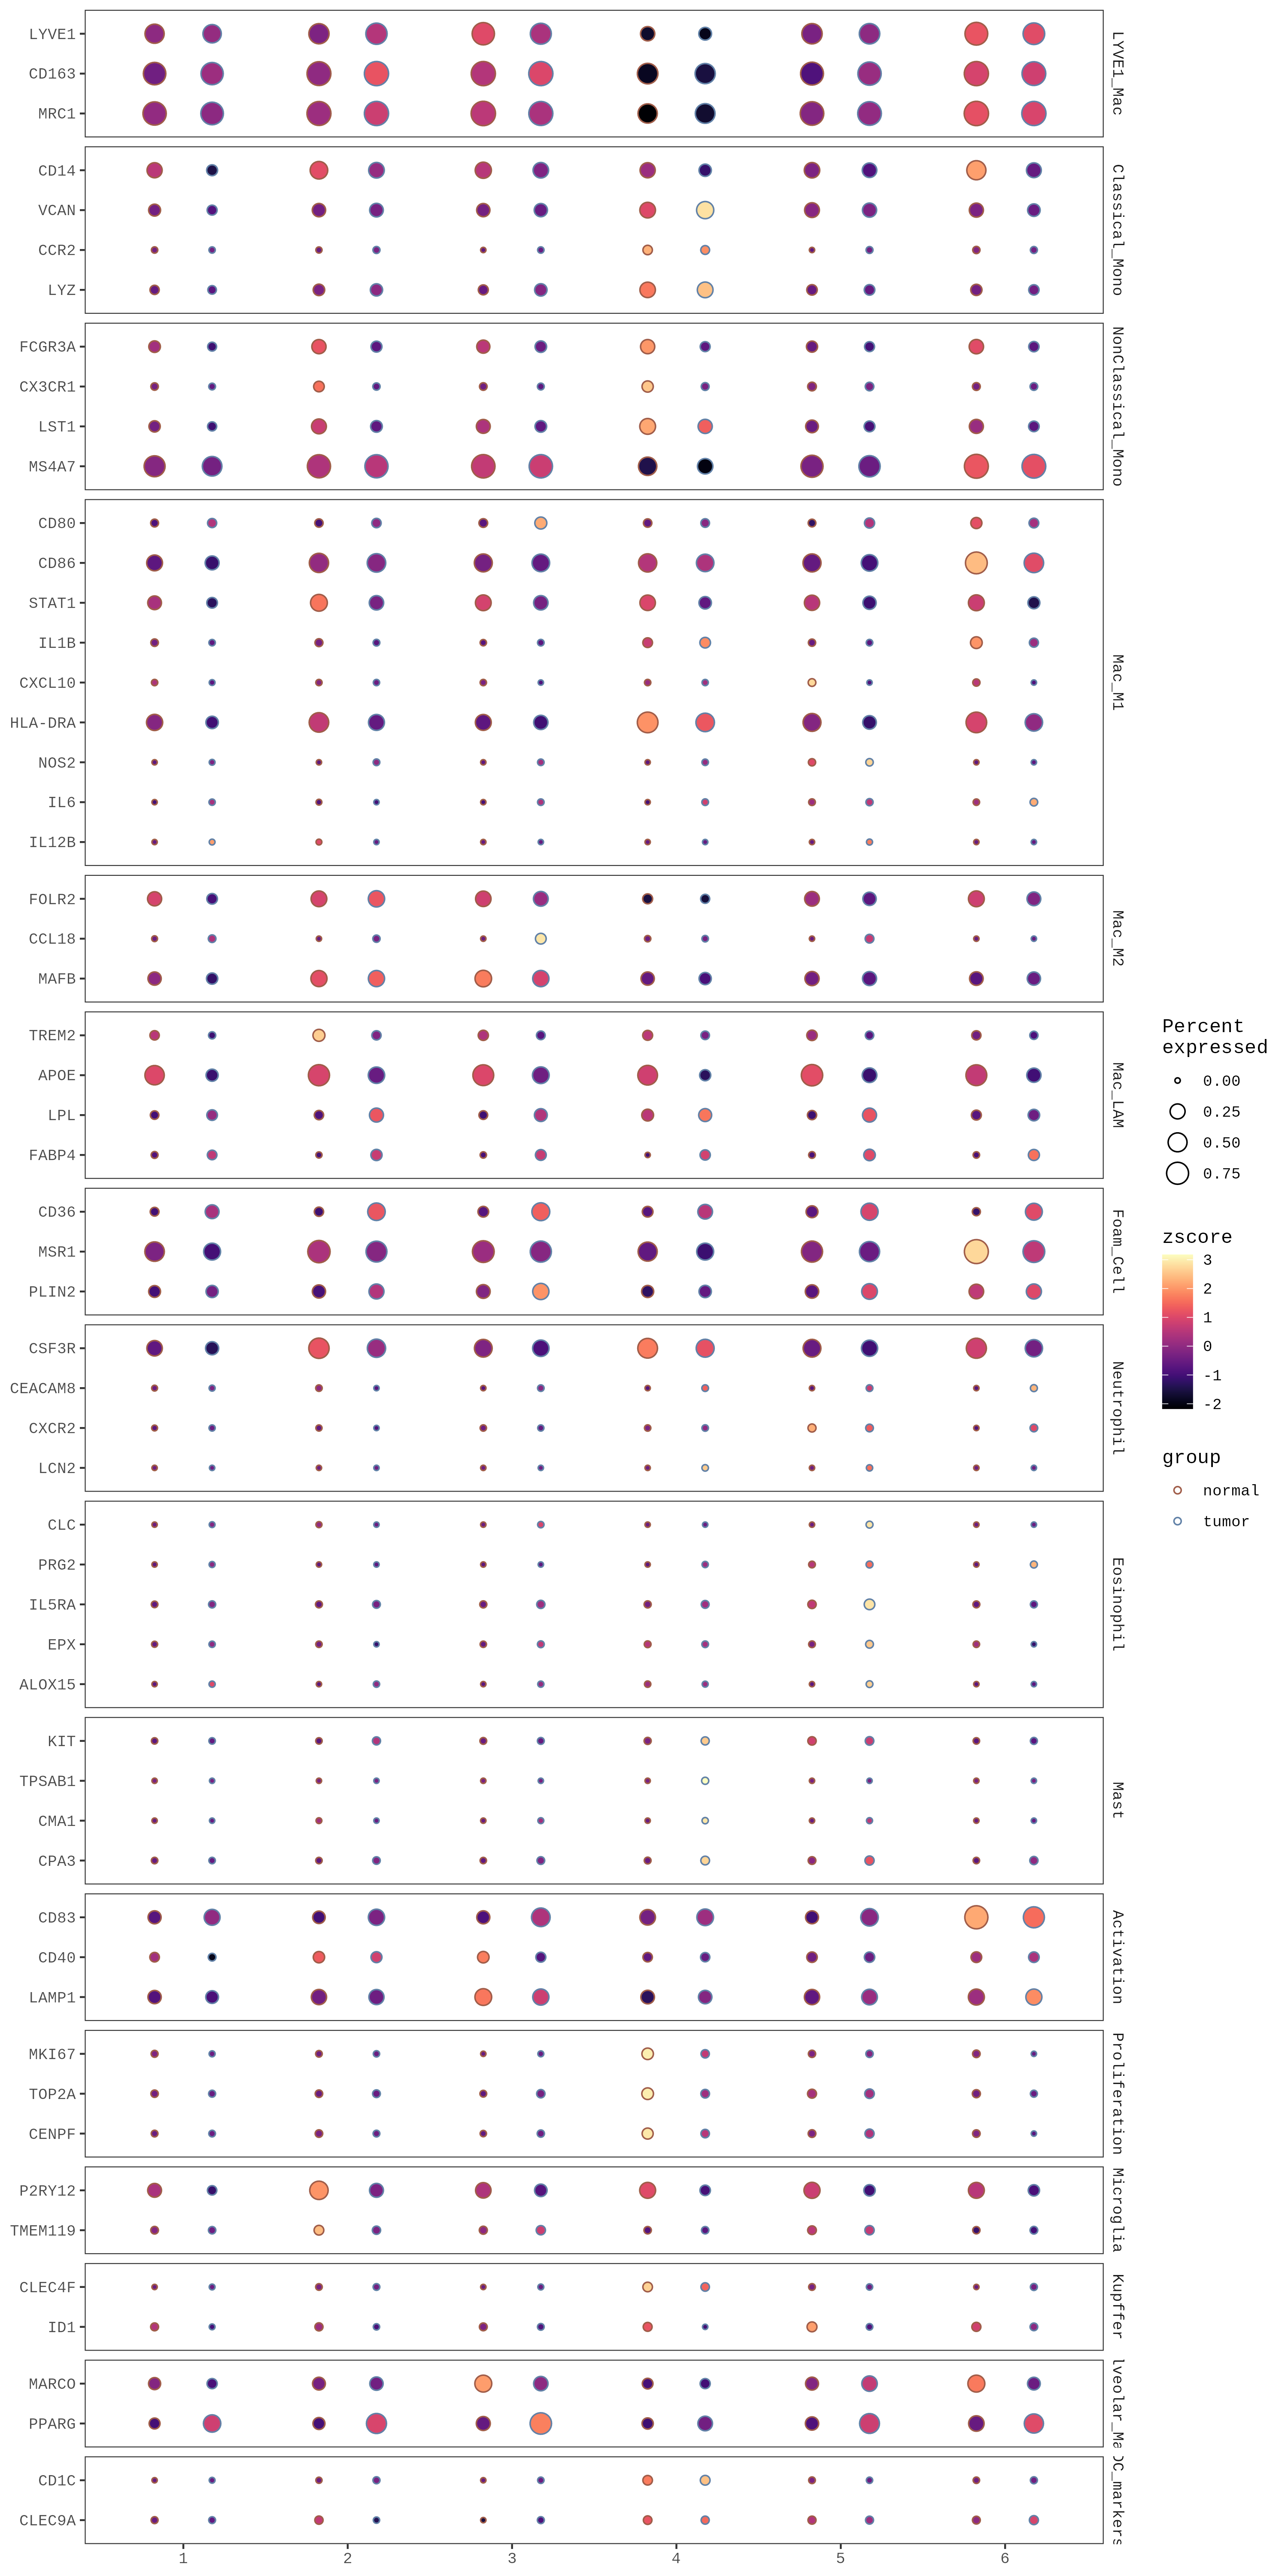 LYVE1
CD163
MRC1
LYVE1_Mac
CD14
VCAN
CCR2
LYZ
Classical_Mono
FCGR3A
CX3CR1
LST1
MS4A7
NonClassical_Mono
CD80
CD86
STAT1
IL1B
CXCL10
HLA-DRA
NOS2
IL6
IL12B
Mac_M1
FOLR2
CCL18
MAFB
Mac_M2
TREM2
APOE
LPL
FABP4
Mac_LAM
CD36
MSR1
PLIN2
Foam_Cell
CSF3R
CEACAM8
CXCR2
LCN2
Neutrophil
CLC
PRG2
IL5RA
EPX
ALOX15
Eosinophil
KIT
TPSAB1
CMA1
CPA3
Mast
CD83
CD40
LAMP1
Activation
MKI67
TOP2A
CENPF
Proliferation
P2RY12
TMEM119
Microglia
CLEC4F
ID1
Kupffer
MARCO
PPARG
lveolar_Ma
CD1C
CLEC9A
DC_markers
1 2 3 4 5 6
Percent
expressed
0.00
0.25
0.50
0.75
zscore
3
2
1
0
-1
-2
group
normal
tumor